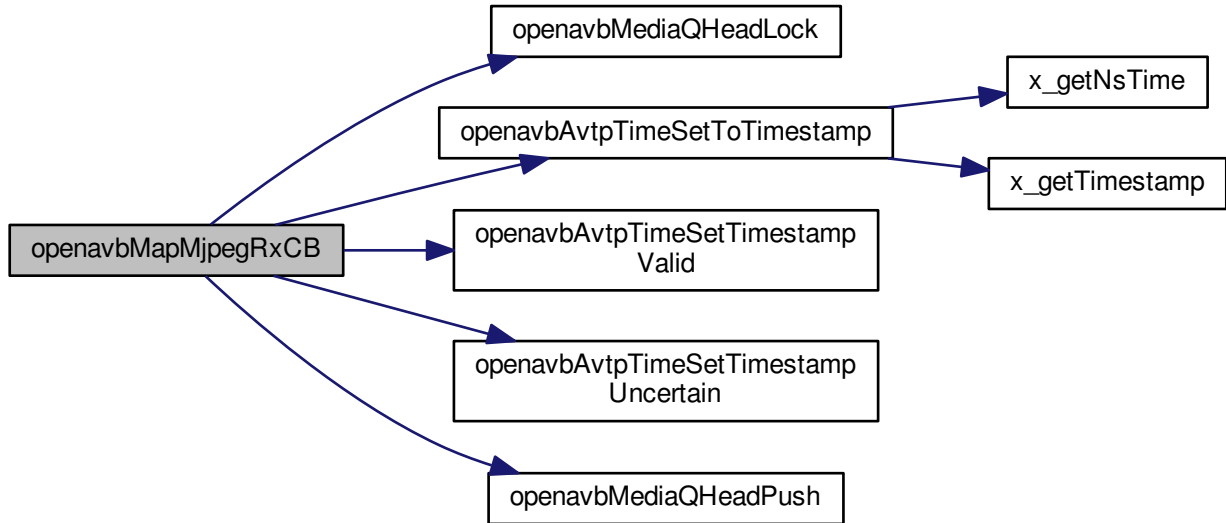 openavbMediaQHeadLock
x_getNsTime
openavbAvtpTimeSetToTimestamp
x_getTimestamp
openavbMapMjpegRxCB
openavbAvtpTimeSetTimestamp
Valid
openavbAvtpTimeSetTimestamp
Uncertain
openavbMediaQHeadPush